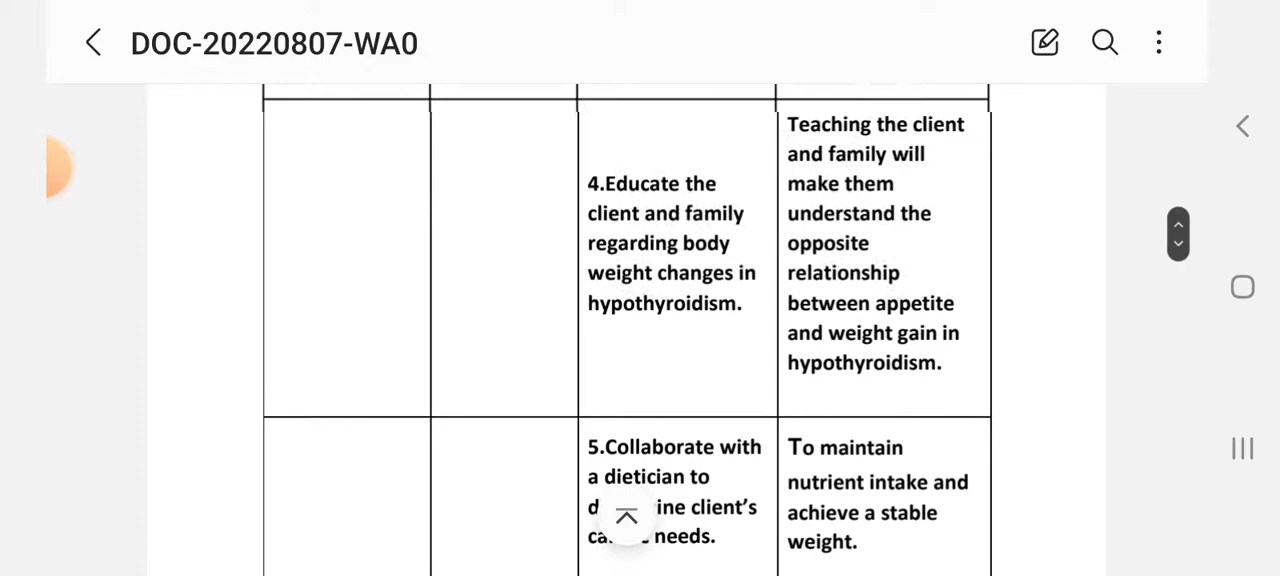 DOC-20220807-WA0
4.Educate the
client and family
regarding body
weight changes in
hypothyroidism.
Teaching the client
and family will
make them
understand the
opposite
relationship
between appetite
and weight gain in
hypothyroidism.
5.Collaborate with
a dietician to
client's
needs.
To maintain
nutrient intake and
achieve a stable
weight.